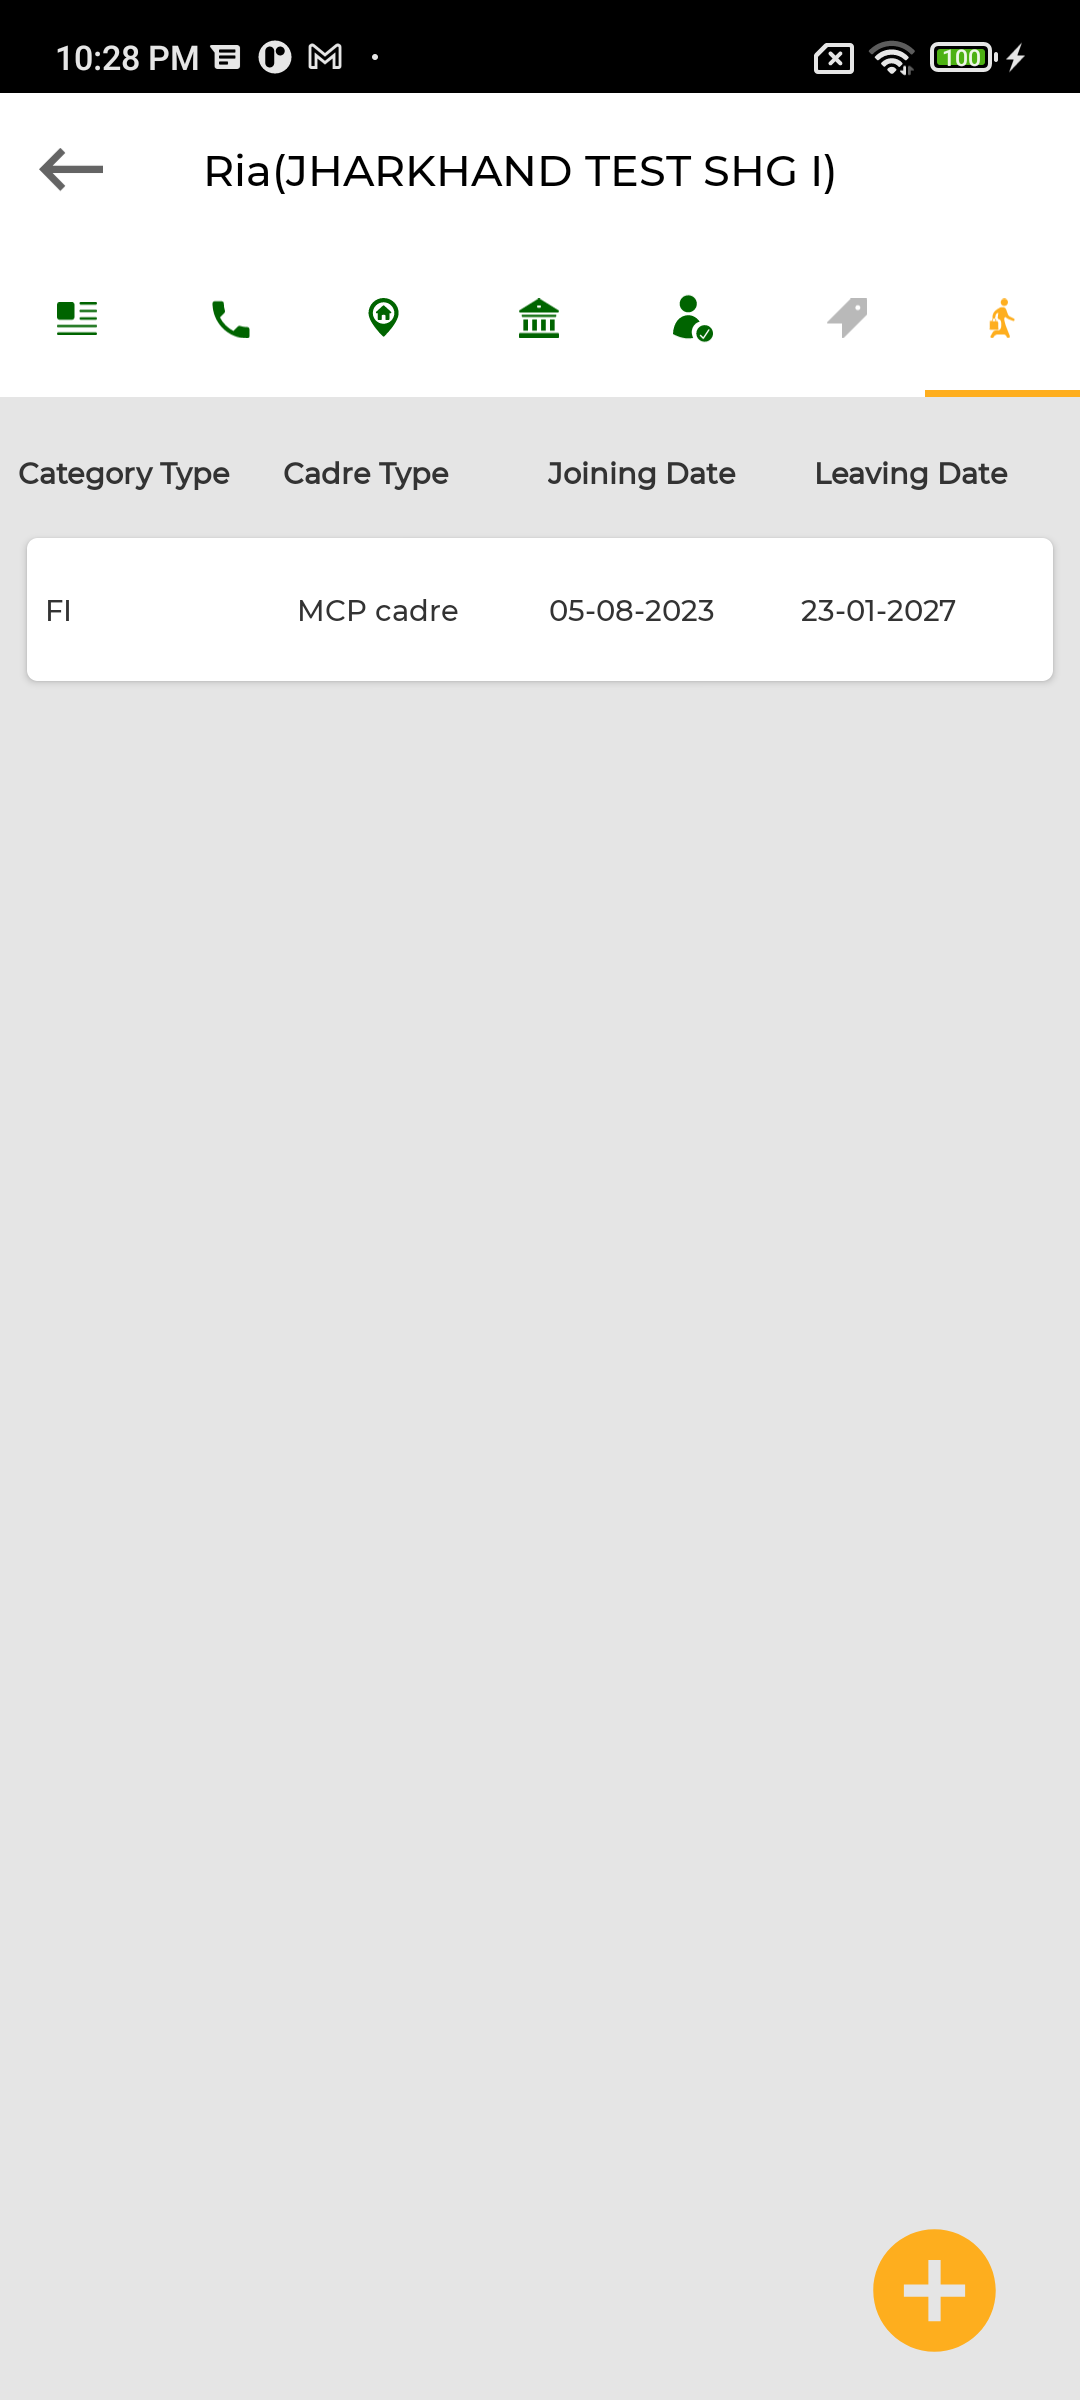 10:28 PM
100
Ria(JHARKHAND TEST SHG I)
Category Type Cadre Type Joining Date Leaving Date
FI MCP cadre 05-08-2023 23-01-2027